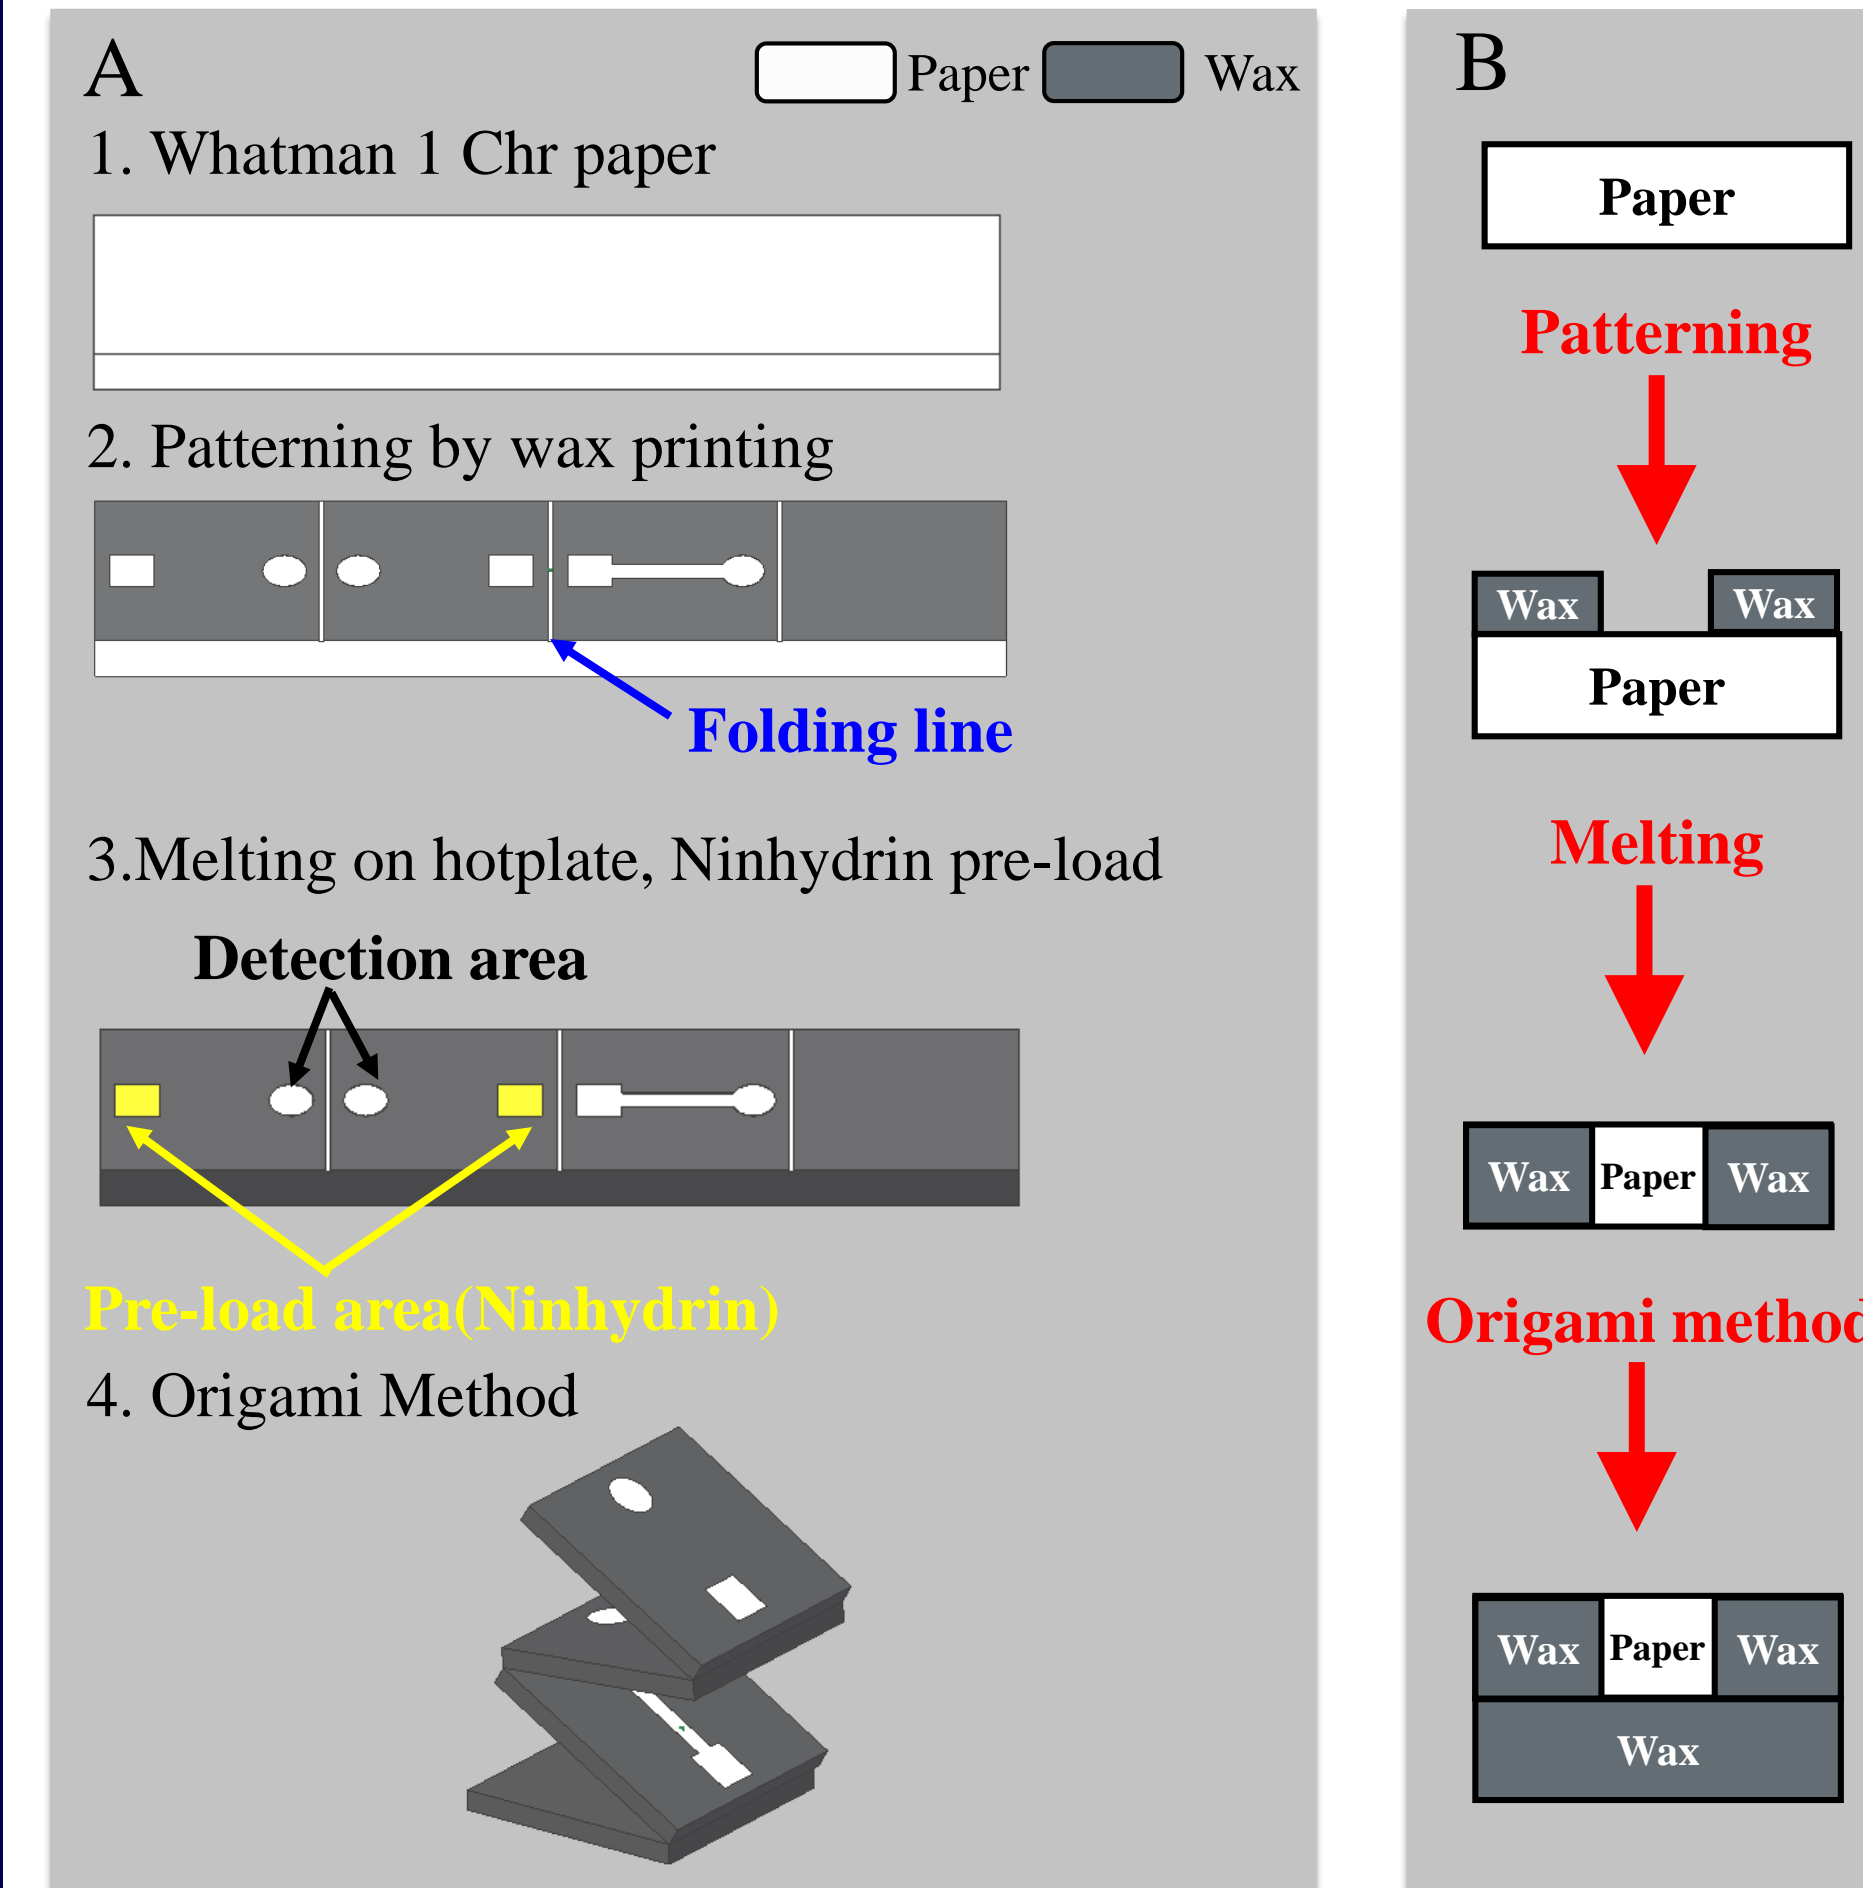 A
Paper
Wax
1. Whatman 1 Chr paper
2. Patterning by wax printing
Folding line
3.Melting on hotplate, Ninhydrin pre-load
Detection area
Pre-load area(Ninhydrin)
4. Origami Method
B
Paper
Patterning
Wax Wax
Paper
Melting
Wax Paper Wax
Origami method
Wax Paper Wax
Wax